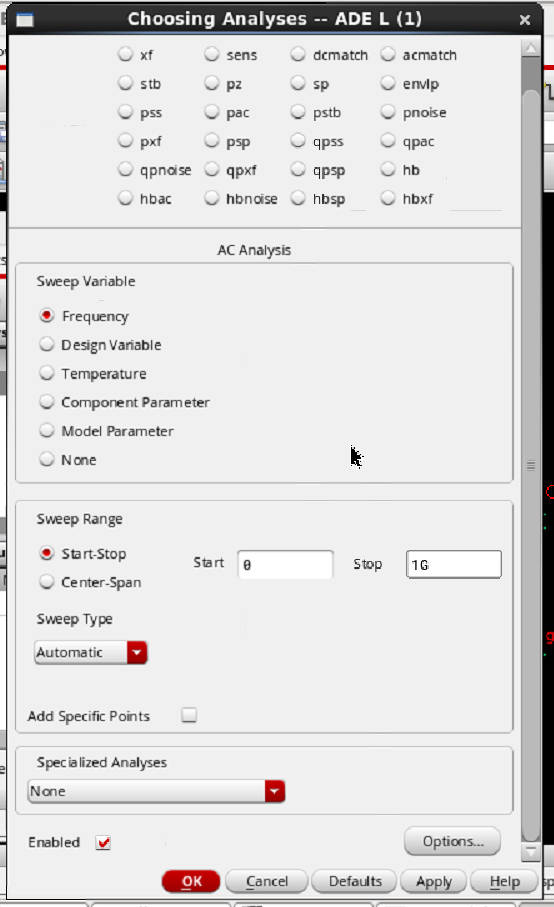 Choosing Analyses -- ADE L (1)
xf sens dcmatch acmatch
stb pz sp envlp
pss pac pstb pnoise
pxf psp qpss qpac
qpnoise qpxf qpsp hb
hbac hbnoise hbsp hbxf
AC Analysis
Sweep Variable
Frequency
Design Variable
Temperature
Component Parameter
Model Parameter
None
Sweep Range
Start-Stop Start 0 Stop 1G
Center-Span
Sweep Type
Automatic
Add Specific Points
Specialized Analyses
None
Enabled Options...
OK Cancel Defaults Apply Help